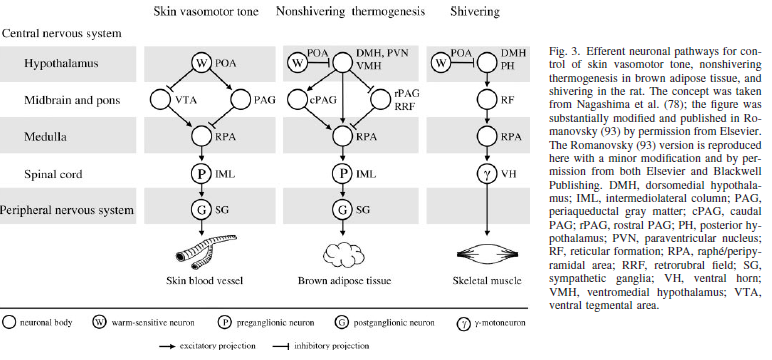 Skin vasomotor tone
Nonshivering thermogenesis
Shivering
Central nervous system
Hypothalamus
W
POA
W
POA
DMH, PVN
VMH
W
POA
DMH
PH
Midbrain and pons
VTA
PAG
cPAG
rPAG
RRF
RF
Medulla
RPA
RPA
RPA
Spinal cord
P
IML
P
IML
γ
VH
Peripheral nervous system
G
SG
G
SG
Skin blood vessel
Brown adipose tissue
Skeletal muscle
neuronal body
W
warm-sensitive neuron
P
preganglionic neuron
G
postganglionic neuron
γ
γ-motoneuron
excitatory projection
inhibitory projection
Fig. 3. Efferent neuronal pathways for con-
trol of skin vasomotor tone, nonshivering
thermogenesis in brown adipose tissue, and
shivering in the rat. The concept was taken
from Nagashima et al. (78); the figure was
substantially modified and published in Ro-
manovsky (93) by permission from Elsevier.
The Romanovsky (93) version is reproduced
here with a minor modification and by per-
mission from both Elsevier and Blackwell
Publishing. DMH, dorsomedial hypothala-
mus; IML, intermediolateral column; PAG,
periaqueductal gray matter; cPAG, caudal
PAG; rPAG, rostral PAG; PH, posterior hy-
pothalamus; PVN, paraventricular nucleus;
RF, reticular formation; RPA, raphé/peripy-
ramidal area; RRF, retrorubral field; SG,
sympathetic ganglia; VH, ventral horn;
VMH, ventromedial hypothalamus; VTA,
ventral tegmental area.